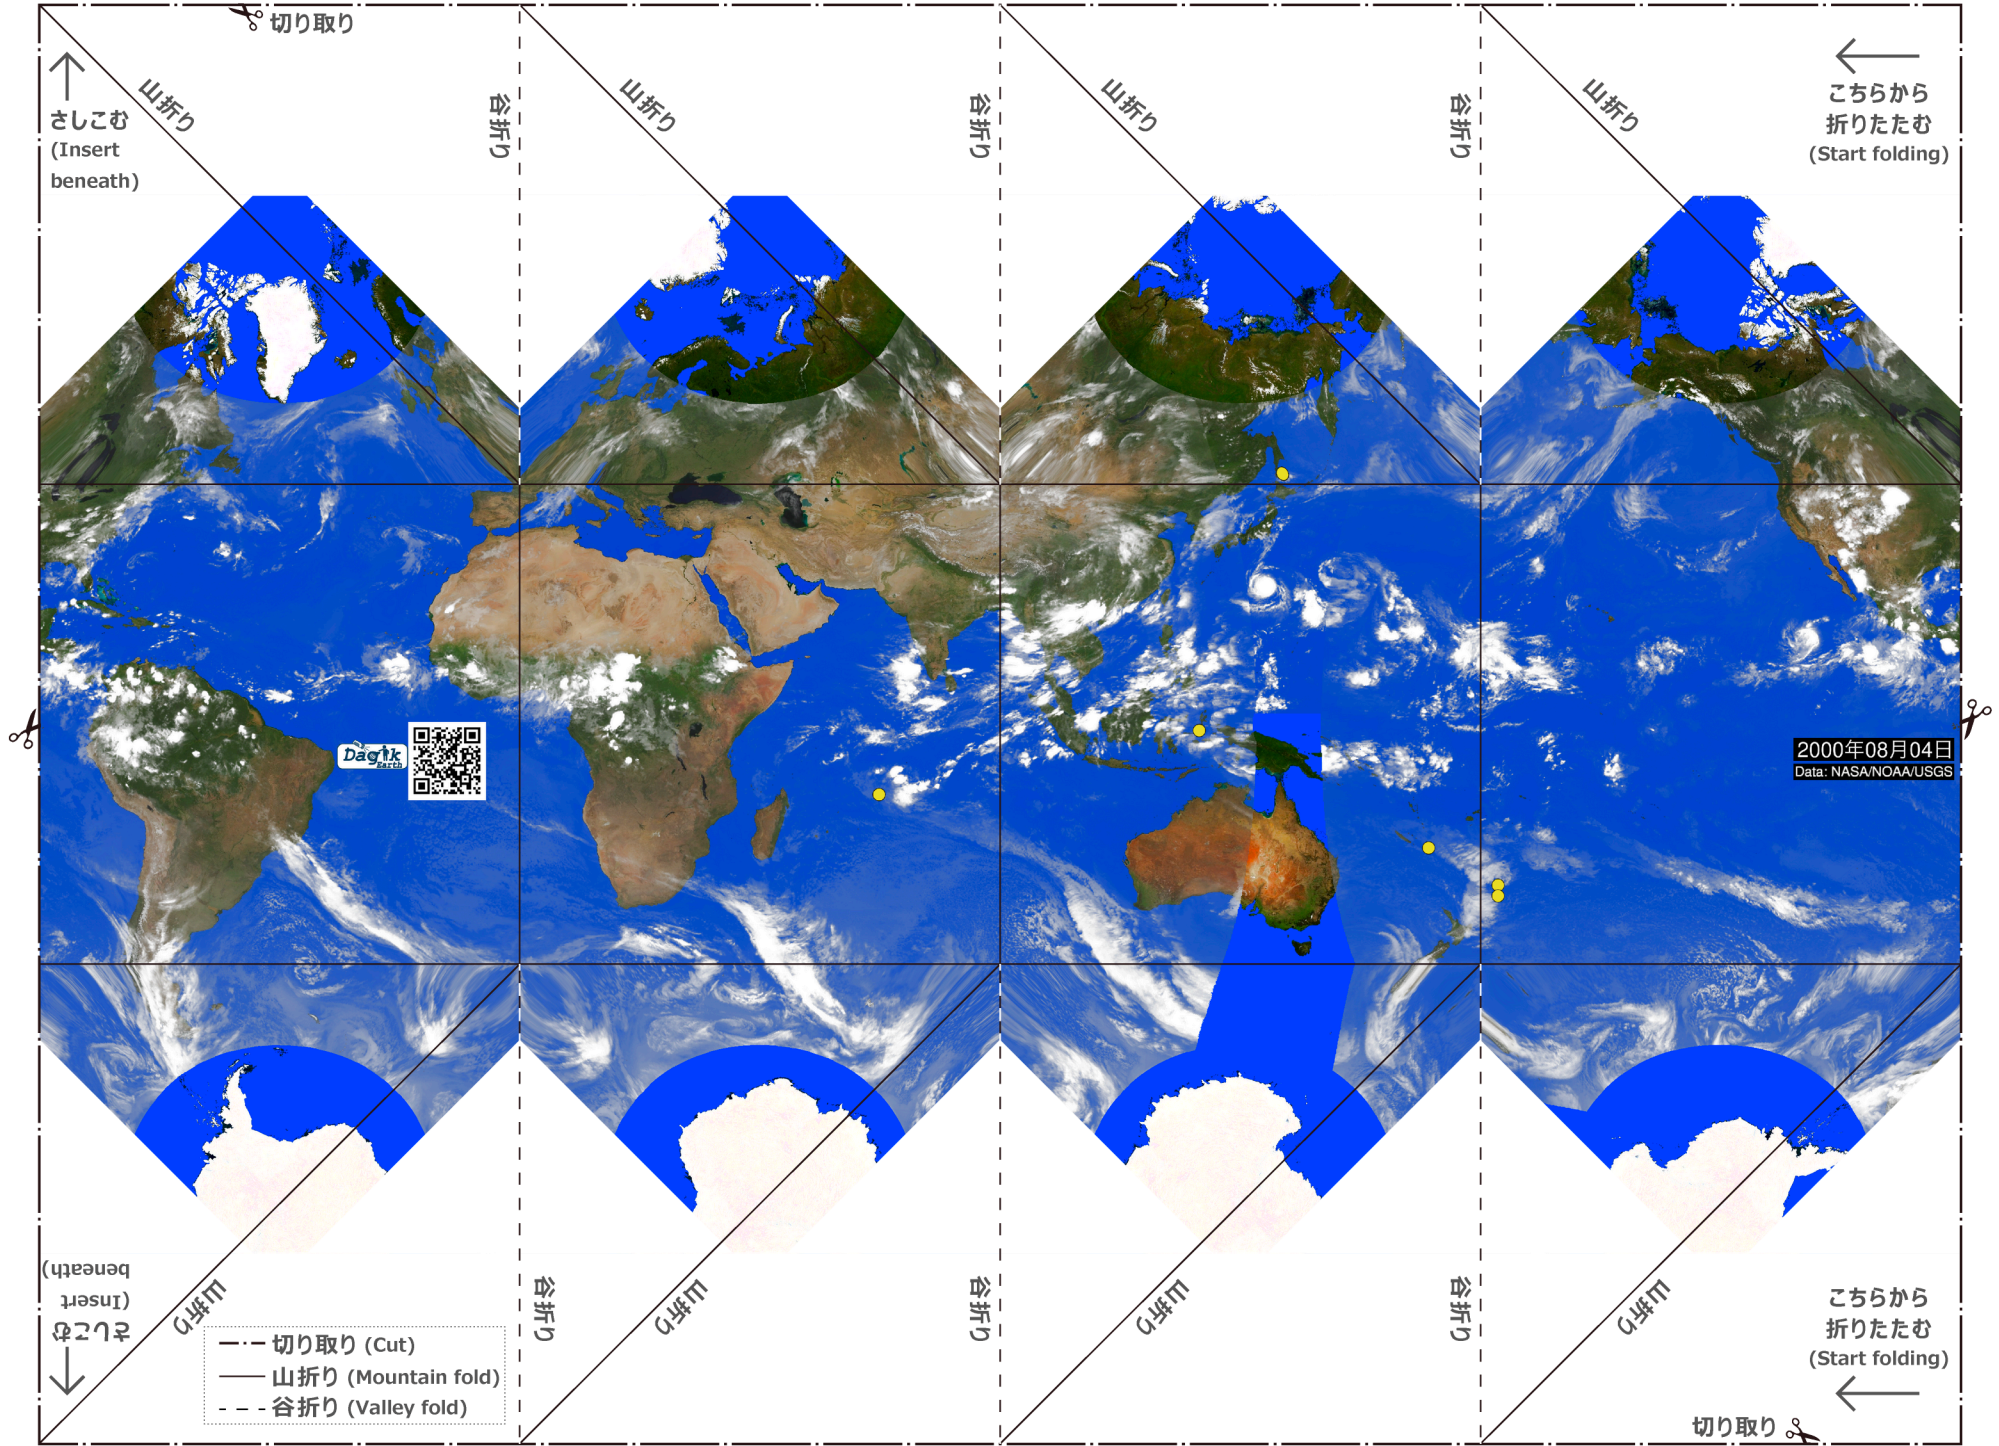 切り取り
さしこむ
(Insert
beneath)
山折り
谷折り
山折り
谷折り
山折り
谷折り
山折り
こちらから
折りたたむ
(Start folding)
Dagik
Earth
2000年08月04日
Data: NASA/NOAA/USGS
さしこむ
(Insert
beneath)
山折り
谷折り
山折り
谷折り
山折り
谷折り
山折り
こちらから
折りたたむ
(Start folding)
切り取り (Cut)
山折り (Mountain fold)
谷折り (Valley fold)
切り取り